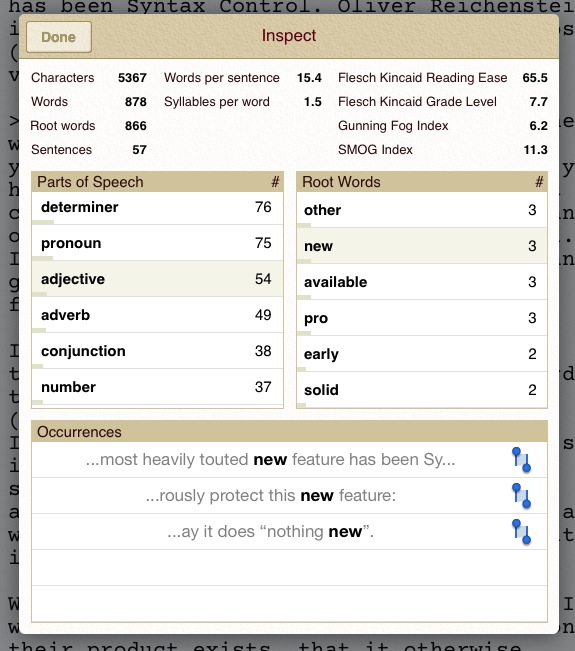 has been Syntax Control. Oliver Reichenstei
Done
Inspect
Characters 5367 Words per sentence 15.4 Flesch Kincaid Reading Ease 65.5
Words 878 Syllables per word 1.5 Flesch Kincaid Grade Level 7.7
Root words 866 Gunning Fog Index 6.2
Sentences 57 SMOG Index 11.3
Parts of Speech #
determiner 76
pronoun 75
adjective 54
adverb 49
conjunction 38
number 37
Root Words #
other 3
new 3
available 3
pro 3
early 2
solid 2
Occurrences
...most heavily touted new feature has been Sy...
...rously protect this new feature:
...ay it does “nothing new”.
their product exists, that it otherwise